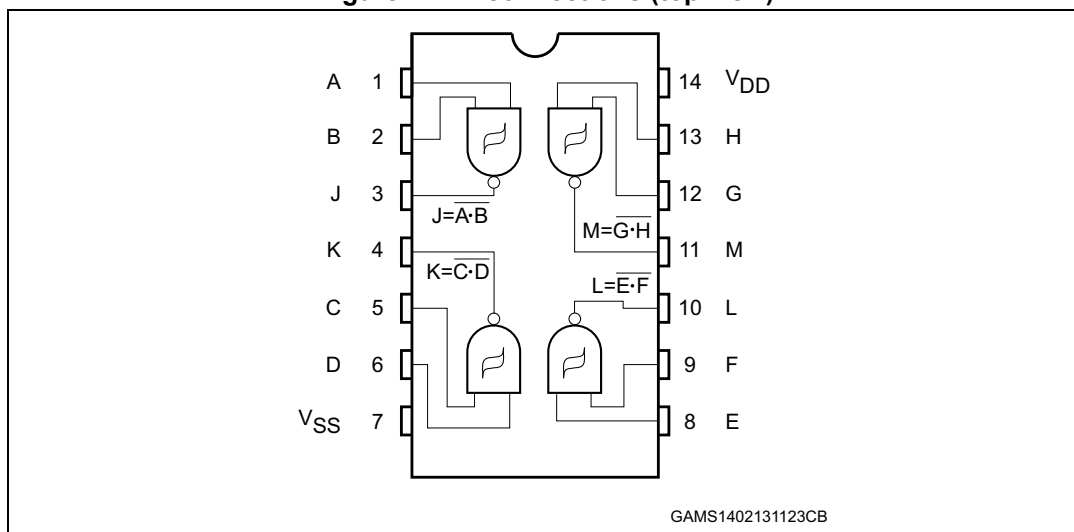 A 1 14 VDD
B 2 13 H
J 3 12 G
J=A·B
M=G·H
K 4 11 M
K=C·D
L=E·F
C 5 10 L
D 6 9 F
VSS 7 8 E
GAMS1402131123CB